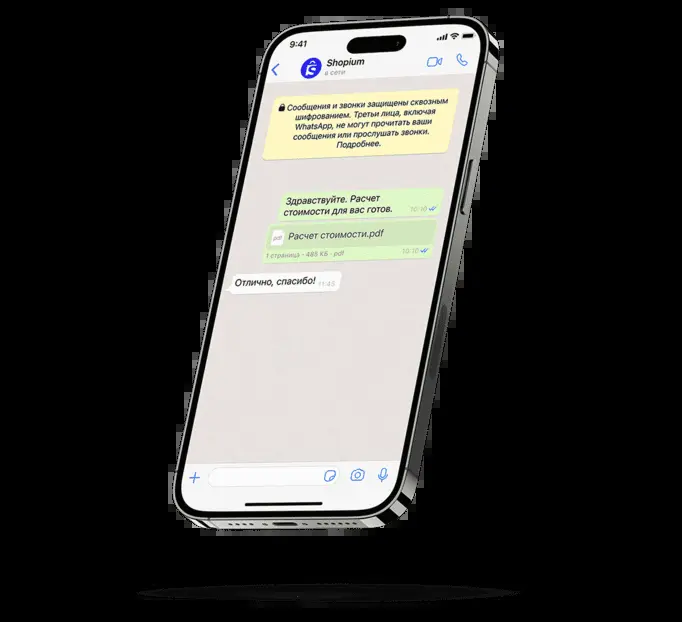 9:41
Shopium
в сети
Сообщения и звонки защищены сквозным
шифрованием. Третьи лица, включая
WhatsApp, не могут прочитать ваши
сообщения или прослушать звонки.
Подробнее.
Здравствуйте. Расчет
стоимости для вас готов.
10:10
pdf
Расчет стоимости.pdf
1 страница · 485 КБ · pdf
10:10
Отлично, спасибо!
11:45